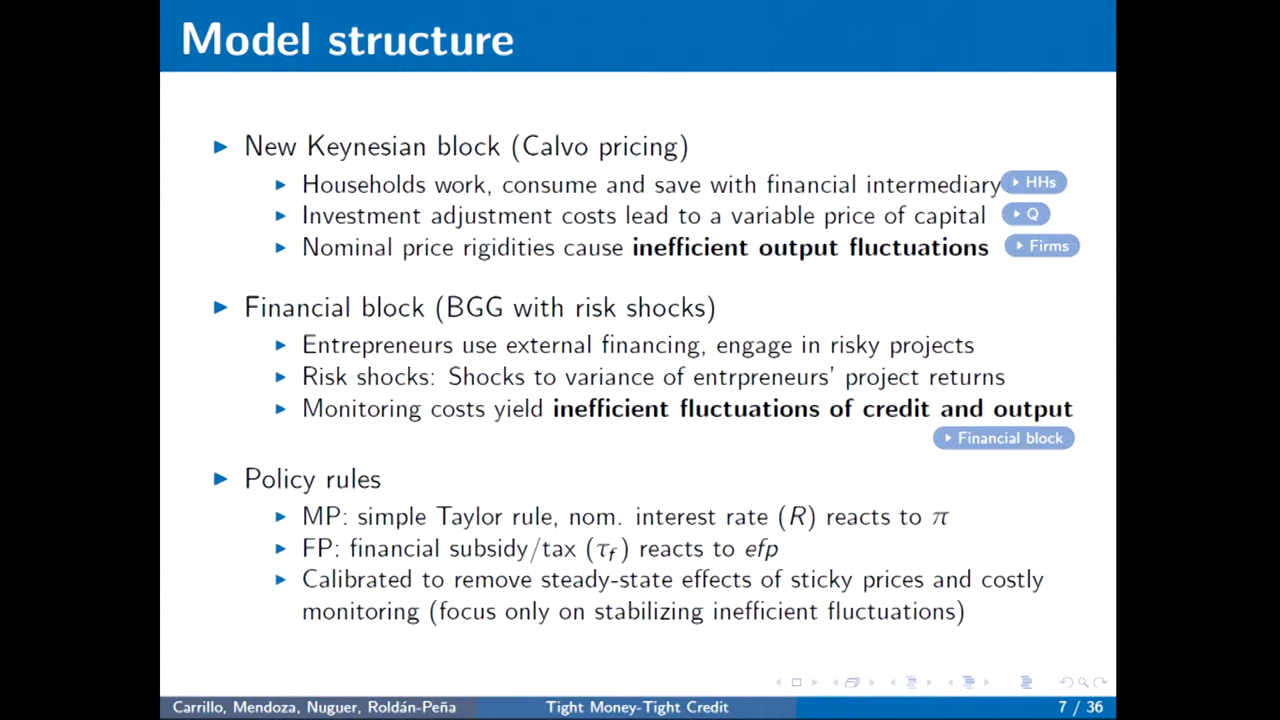 Model structure
New Keynesian block (Calvo pricing)
Households work, consume and save with financial intermediary
HHs
Investment adjustment costs lead to a variable price of capital
Q
Nominal price rigidities cause inefficient output fluctuations
Firms
Financial block (BGG with risk shocks)
Entrepreneurs use external financing, engage in risky projects
Risk shocks: Shocks to variance of entrpreneurs' project returns
Monitoring costs yield inefficient fluctuations of credit and output
Financial block
Policy rules
MP: simple Taylor rule, nom. interest rate (R) reacts to π
FP: financial subsidy/tax (τf) reacts to efp
Calibrated to remove steady-state effects of sticky prices and costly
monitoring (focus only on stabilizing inefficient fluctuations)
Carrillo, Mendoza, Nuguer, Roldán-Peña
Tight Money-Tight Credit
7 / 36